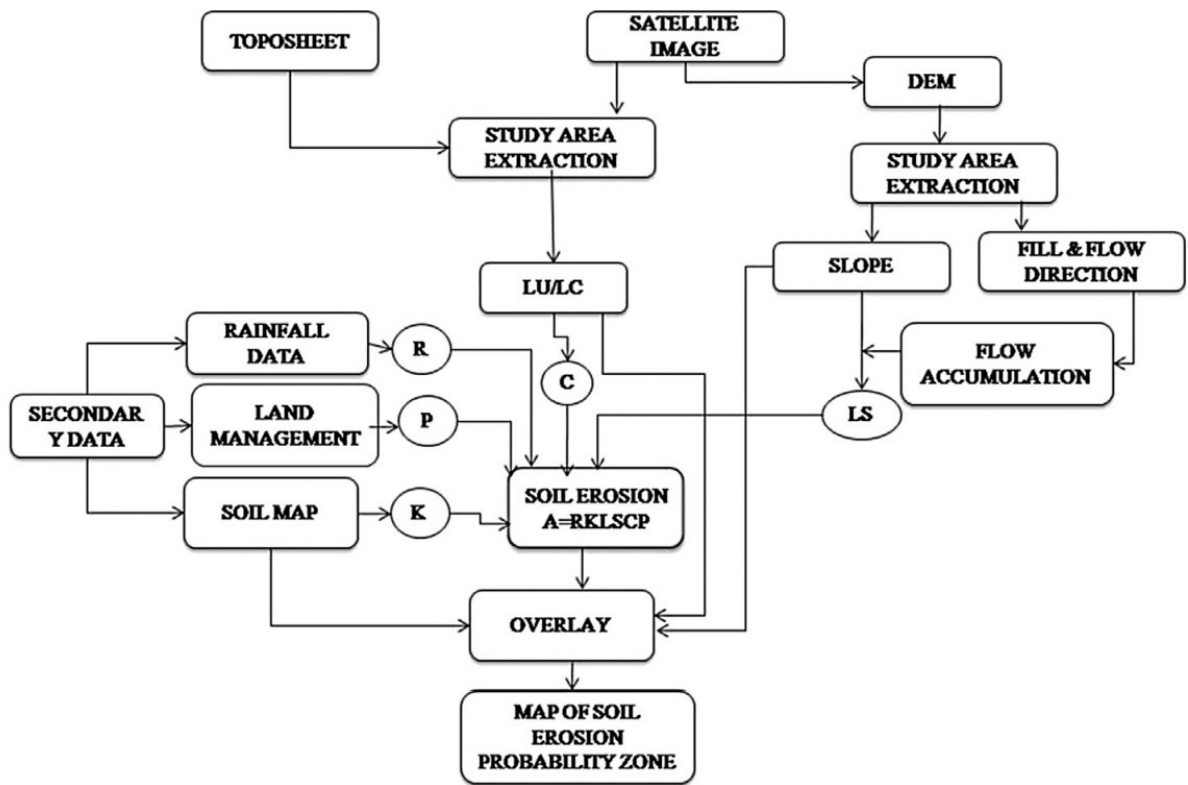 TOPOSHEET
SATELLITE
IMAGE
DEM
STUDY AREA
EXTRACTION
STUDY AREA
EXTRACTION
SLOPE
FILL & FLOW
DIRECTION
LU/LC
RAINFALL
DATA
R
C
FLOW
ACCUMULATION
SECONDAR
Y DATA
LAND
MANAGEMENT
P
LS
SOIL MAP
K
SOIL EROSION
A=RKLSCP
OVERLAY
MAP OF SOIL
EROSION
PROBABILITY ZONE